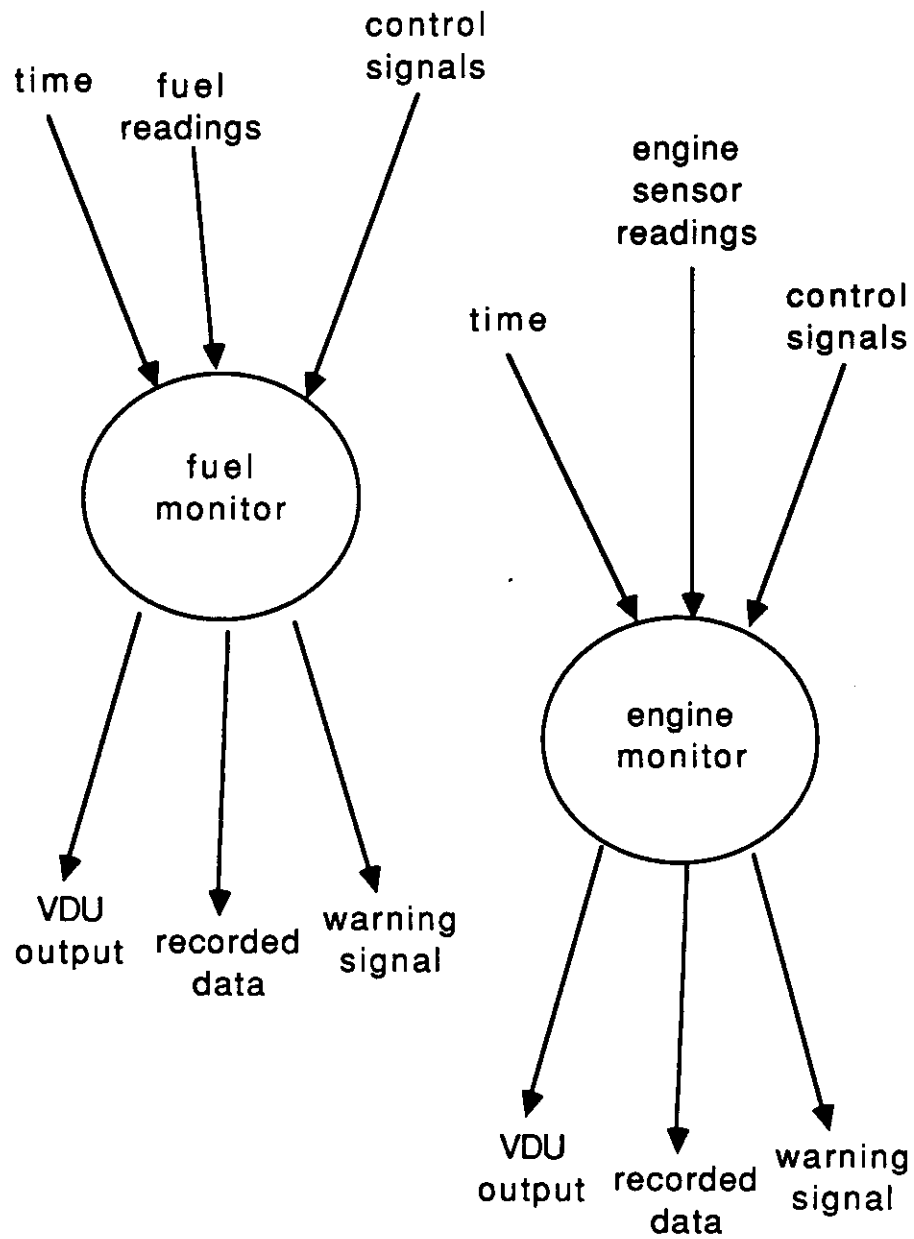 control
signals
time
fuel
readings
engine
sensor
readings
time
control
signals
fuel
monitor
engine
monitor
VDU
output
recorded
data
warning
signal
VDU
output
recorded
data
warning
signal